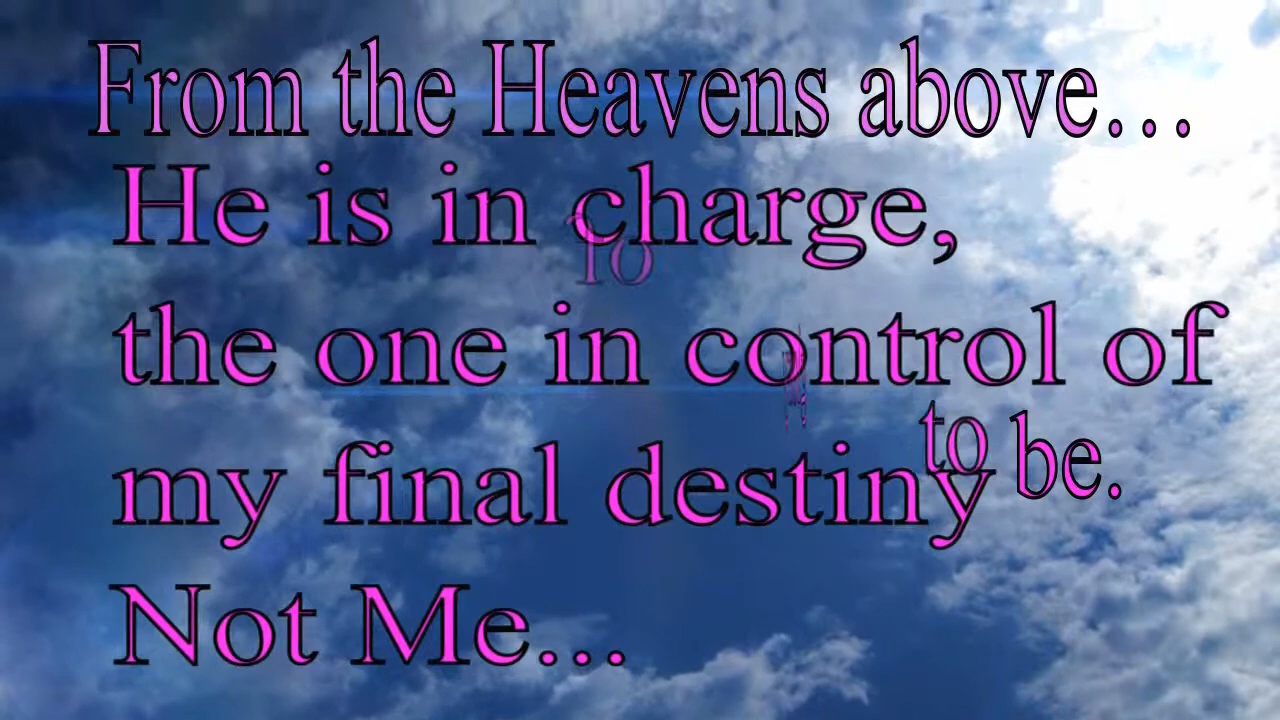 From the Heavens above...
He is in charge,
To
the one in control of
to be.
my final destiny
Not Me...